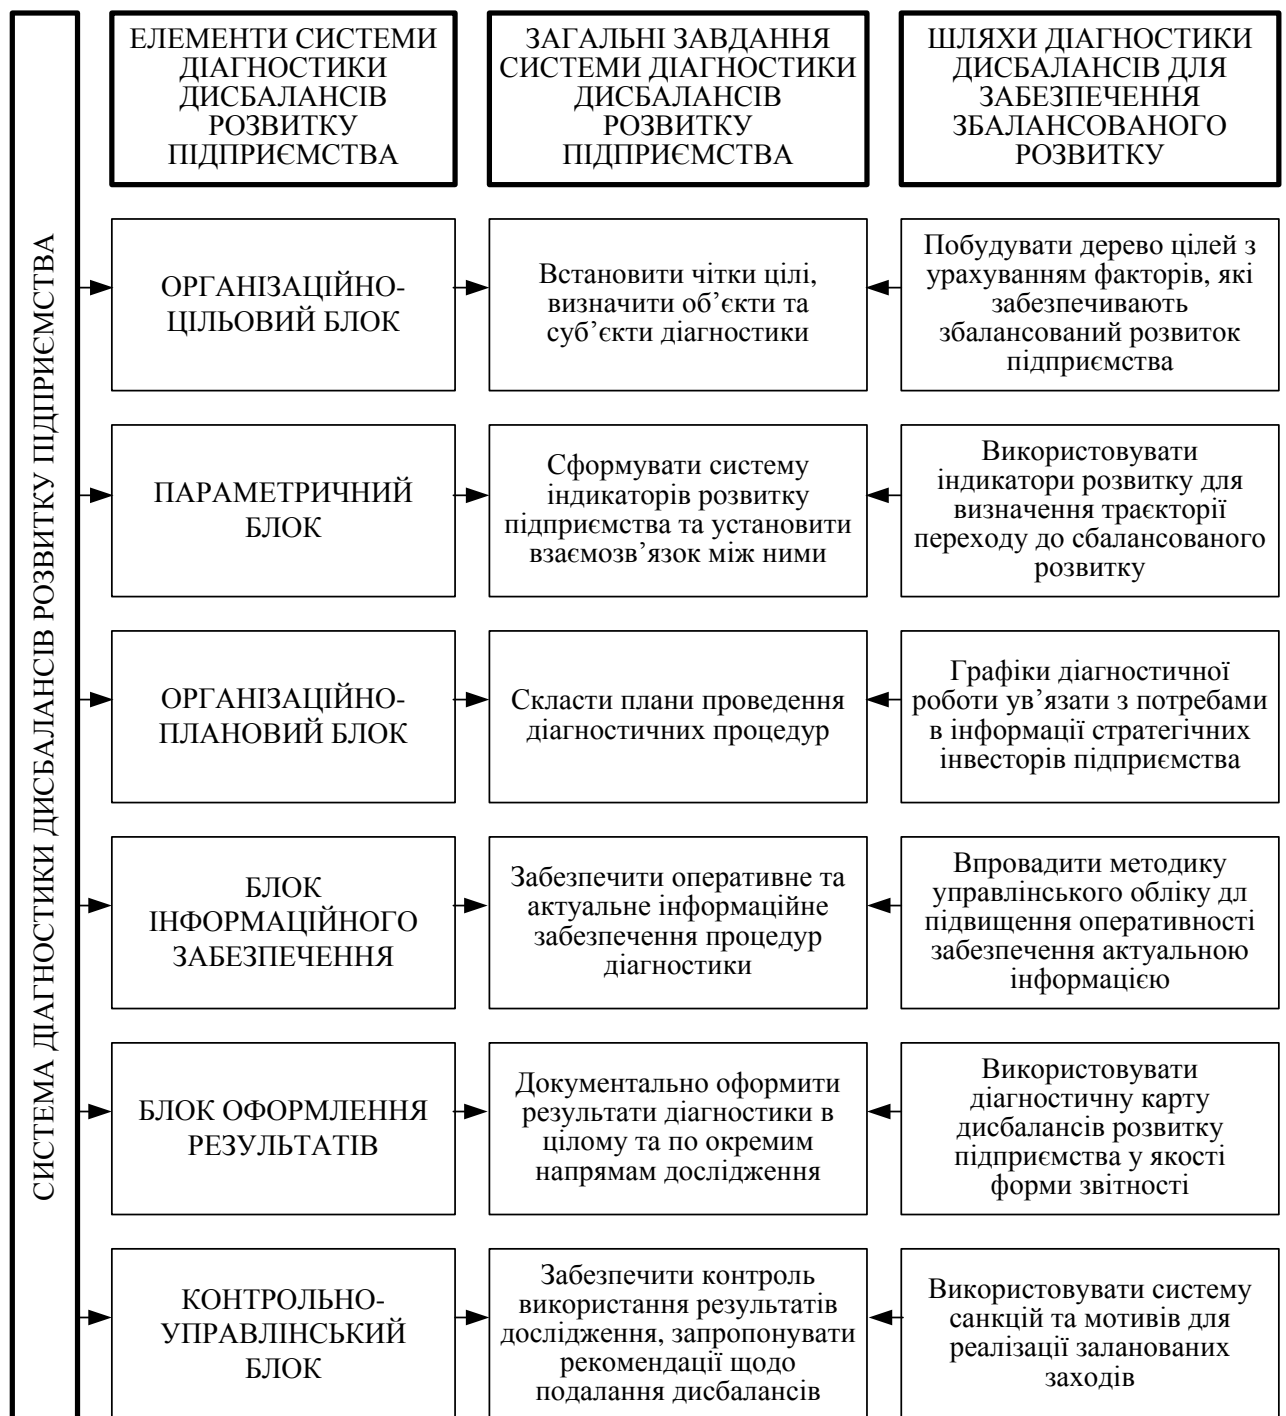 СИСТЕМА ДІАГНОСТИКИ ДИСБАЛАНСІВ РОЗВИТКУ ПІДПРИЄМСТВА
ЕЛЕМЕНТИ СИСТЕМИ
ДІАГНОСТИКИ
ДИСБАЛАНСІВ
РОЗВИТКУ
ПІДПРИЄМСТВА
ЗАГАЛЬНІ ЗАВДАННЯ
СИСТЕМИ ДІАГНОСТИКИ
ДИСБАЛАНСІВ
РОЗВИТКУ
ПІДПРИЄМСТВА
ШЛЯХИ ДІАГНОСТИКИ
ДИСБАЛАНСІВ ДЛЯ
ЗАБЕЗПЕЧЕННЯ
ЗБАЛАНСОВАНОГО
РОЗВИТКУ
ОРГАНІЗАЦІЙНО-
ЦІЛЬОВИЙ БЛОК
Встановити чітки цілі,
визначити об’єкти та
суб’єкти діагностики
Побудувати дерево цілей з
урахуванням факторів, які
забезпечивають
збалансований розвиток
підприємства
ПАРАМЕТРИЧНИЙ
БЛОК
Сформувати систему
індикаторів розвитку
підприємства та установити
взаємозв’язок між ними
Використовувати
індикатори розвитку для
визначення траєкторії
переходу до сбалансованого
розвитку
ОРГАНІЗАЦІЙНО-
ПЛАНОВИЙ БЛОК
Скласти плани проведення
діагностичних процедур
Графіки діагностичної
роботи ув’язати з потребами
в інформації стратегічних
інвесторів підприємства
БЛОК
ІНФОРМАЦІЙНОГО
ЗАБЕЗПЕЧЕННЯ
Забезпечити оперативне та
актуальне інформаційне
забезпечення процедур
діагностики
Впровадити методику
управлінського обліку дл
підвищення оперативності
забезпечення актуальною
інформацією
БЛОК ОФОРМЛЕННЯ
РЕЗУЛЬТАТІВ
Документально оформити
результати діагностики в
цілому та по окремим
напрямам дослідження
Використовувати
діагностичну карту
дисбалансів розвитку
підприємства у якості
форми звітності
КОНТРОЛЬНО-
УПРАВЛІНСЬКИЙ
БЛОК
Забезпечити контроль
використання результатів
дослідження, запропонувати
рекомендації щодо
подалання дисбалансів
Використовувати систему
санкцій та мотивів для
реалізації заланованих
заходів